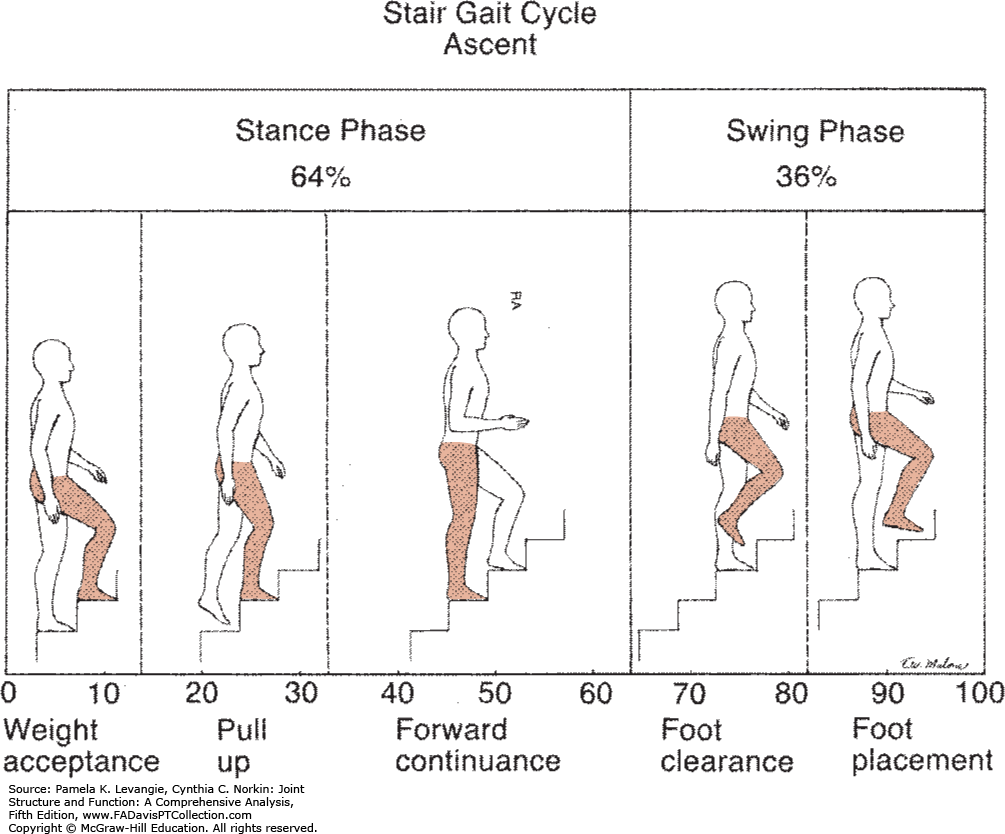 Stair Gait Cycle
Ascent
Stance Phase
64%
Swing Phase
36%
RA
0 10 20 30 40 50 60 70 80 90 100
Weight
acceptance
Pull
up
Forward
continuance
Foot
clearance
Foot
placement
Source: Pamela K. Levangie, Cynthia C. Norkin: Joint
Structure and Function: A Comprehensive Analysis,
Fifth Edition, www.FADavisPTCollection.com
Copyright © McGraw-Hill Education. All rights reserved.